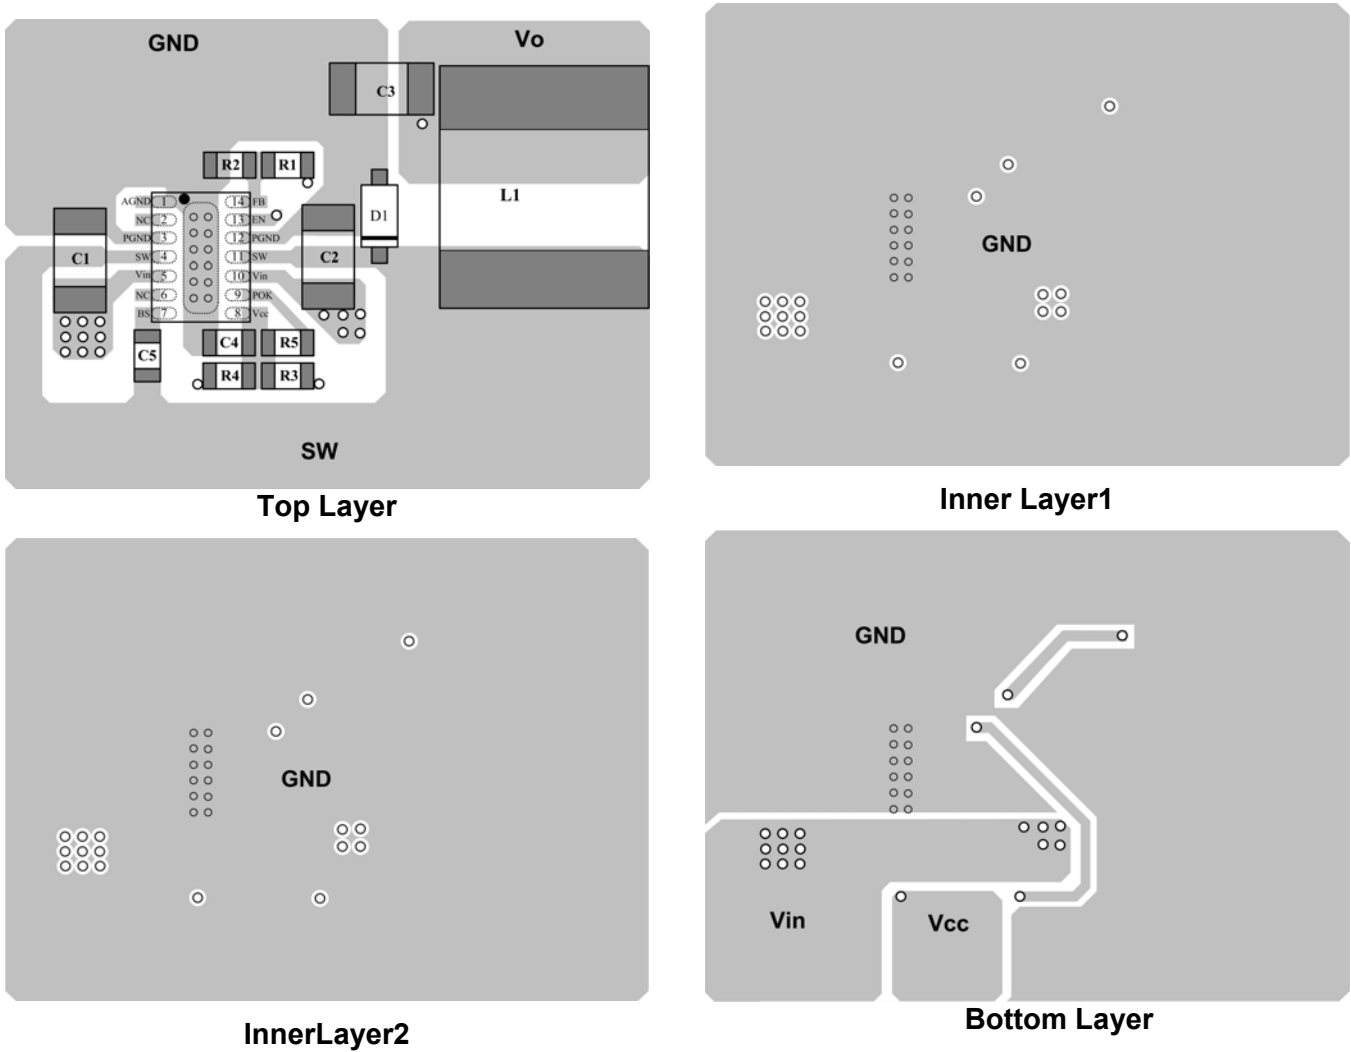 GND
Vo
C3
R2 R1
L1
AGND 1 14 FB
NC 2 13 EN
D1
PGND 3 12 PGND
C1 SW 4 11 SW C2
Vin 5 10 Vin
NC 6 9 POK
BS 7 8 Vcc
C5 C4 R5
R4 R3
SW
Top Layer
GND
Inner Layer1
GND
InnerLayer2
GND
Vin
Vcc
Bottom Layer